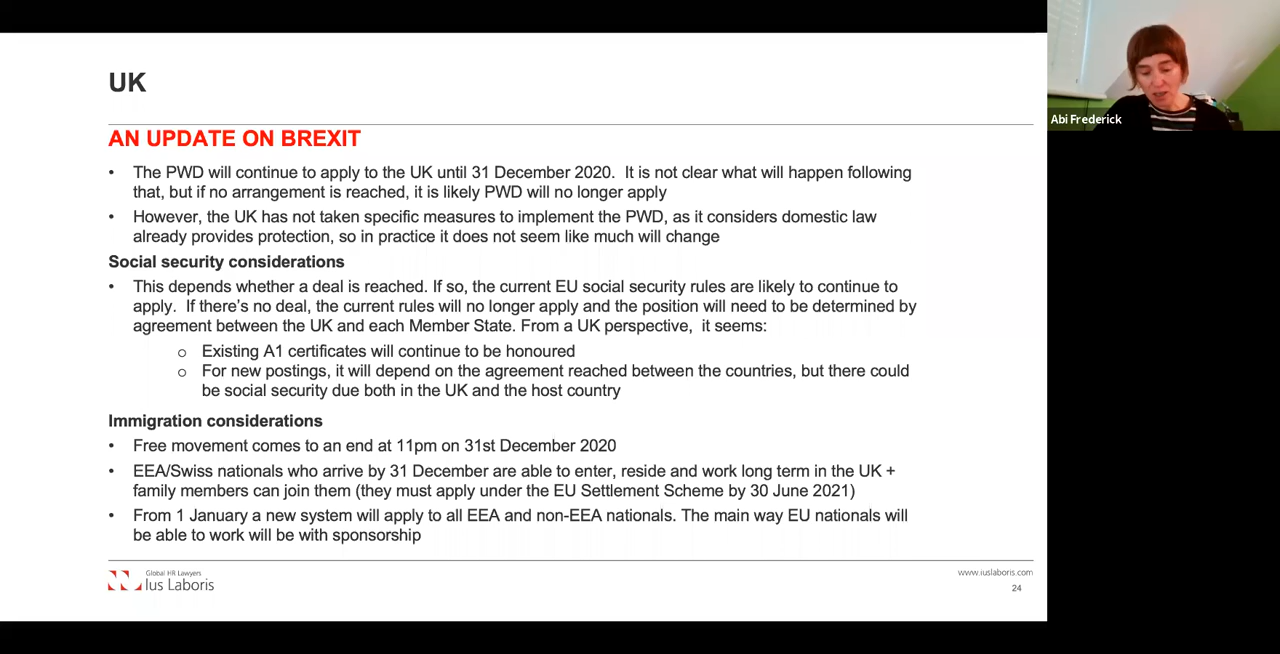 UK
AN UPDATE ON BREXIT
• The PWD will continue to apply to the UK until 31 December 2020. It is not clear what will happen following
that, but if no arrangement is reached, it is likely PWD will no longer apply
• However, the UK has not taken specific measures to implement the PWD, as it considers domestic law
already provides protection, so in practice it does not seem like much will change
Social security considerations
• This depends whether a deal is reached. If so, the current EU social security rules are likely to continue to
apply. If there's no deal, the current rules will no longer apply and the position will need to be determined by
agreement between the UK and each Member State. From a UK perspective, it seems:
o Existing A1 certificates will continue to be honoured
o For new postings, it will depend on the agreement reached between the countries, but there could
be social security due both in the UK and the host country
Immigration considerations
• Free movement comes to an end at 11pm on 31st December 2020
• EEA/Swiss nationals who arrive by 31 December are able to enter, reside and work long term in the UK +
family members can join them (they must apply under the EU Settlement Scheme by 30 June 2021)
• From 1 January a new system will apply to all EEA and non-EEA nationals. The main way EU nationals will
be able to work will be with sponsorship
Global HR Lawyers
Ius Laboris
www.iuslaboris.com
24
Abi Frederick